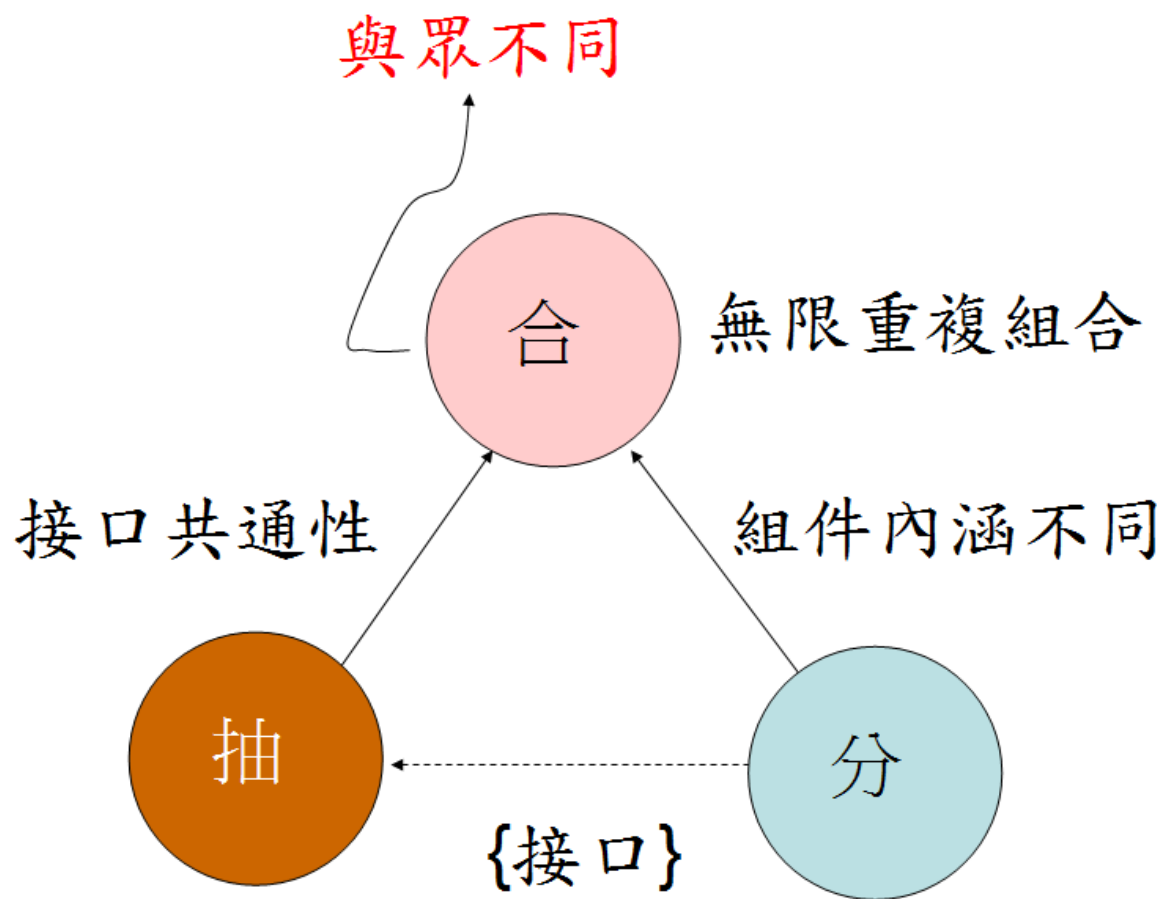 與眾不同
合
無限重複組合
接口共通性
組件內涵不同
抽
分
{接口}